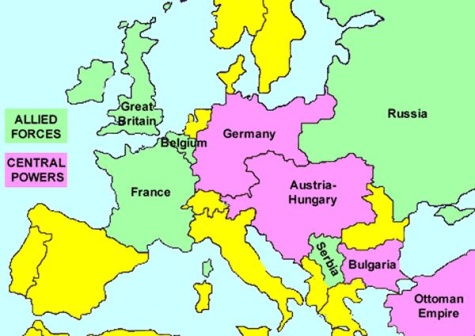 ALLIED
FORCES
CENTRAL
POWERS
Great
Britain
Belgium
Germany
Russia
France
Austria-
Hungary
Serbia
Bulgaria
Ottoman
Empire